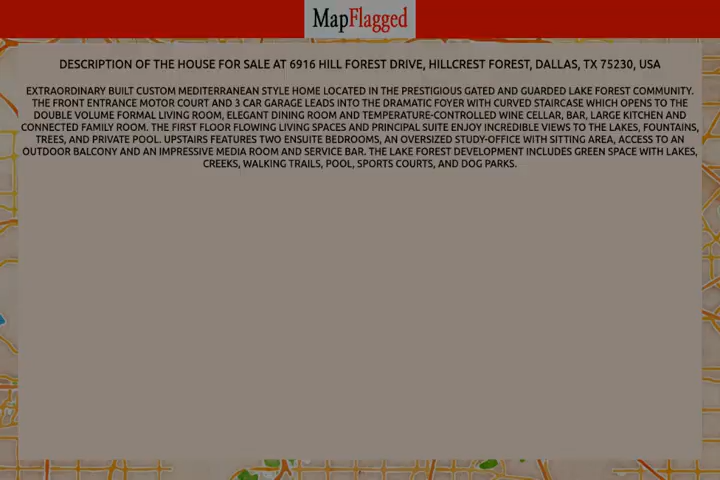 MapFlagged
DESCRIPTION OF THE HOUSE FOR SALE AT 6916 HILL FOREST DRIVE, HILLCREST FOREST, DALLAS, TX 75230, USA
EXTRAORDINARY BUILT CUSTOM MEDITERRANEAN STYLE HOME LOCATED IN THE PRESTIGIOUS GATED AND GUARDED LAKE FOREST COMMUNITY.
THE FRONT ENTRANCE MOTOR COURT AND 3 CAR GARAGE LEADS INTO THE DRAMATIC FOYER WITH CURVED STAIRCASE WHICH OPENS TO THE
DOUBLE VOLUME FORMAL LIVING ROOM, ELEGANT DINING ROOM AND TEMPERATURE-CONTROLLED WINE CELLAR, BAR, LARGE KITCHEN AND
CONNECTED FAMILY ROOM. THE FIRST FLOOR FLOWING LIVING SPACES AND PRINCIPAL SUITE ENJOY INCREDIBLE VIEWS TO THE LAKES, FOUNTAINS,
TREES, AND PRIVATE POOL. UPSTAIRS FEATURES TWO ENSUITE BEDROOMS, AN OVERSIZED STUDY-OFFICE WITH SITTING AREA, ACCESS TO AN
OUTDOOR BALCONY AND AN IMPRESSIVE MEDIA ROOM AND SERVICE BAR. THE LAKE FOREST DEVELOPMENT INCLUDES GREEN SPACE WITH LAKES,
CREEKS, WALKING TRAILS, POOL, SPORTS COURTS, AND DOG PARKS.